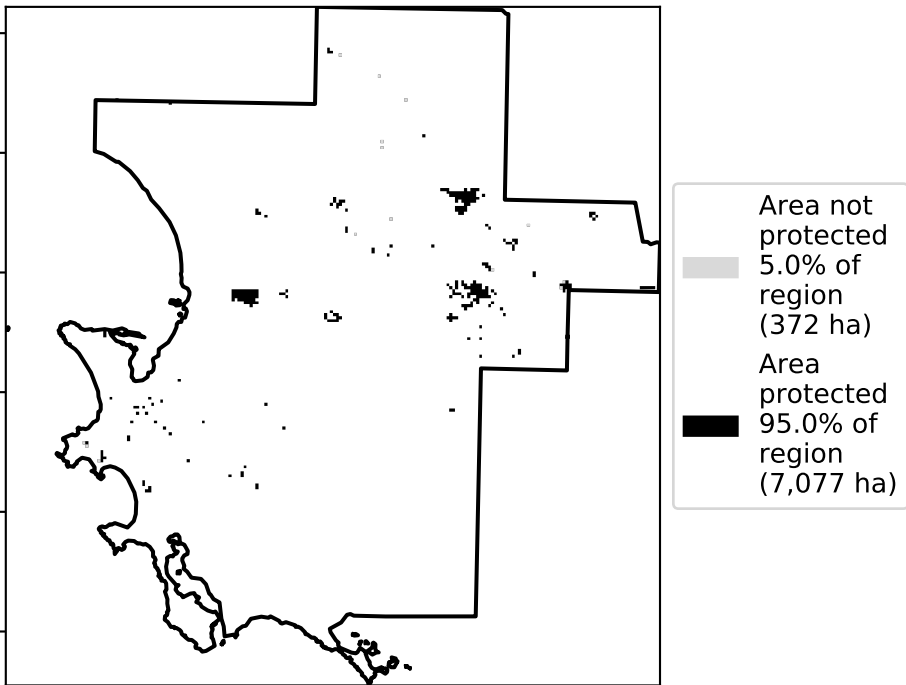 Area not
protected
5.0% of
region
(372 ha)
Area
protected
95.0% of
region
(7,077 ha)